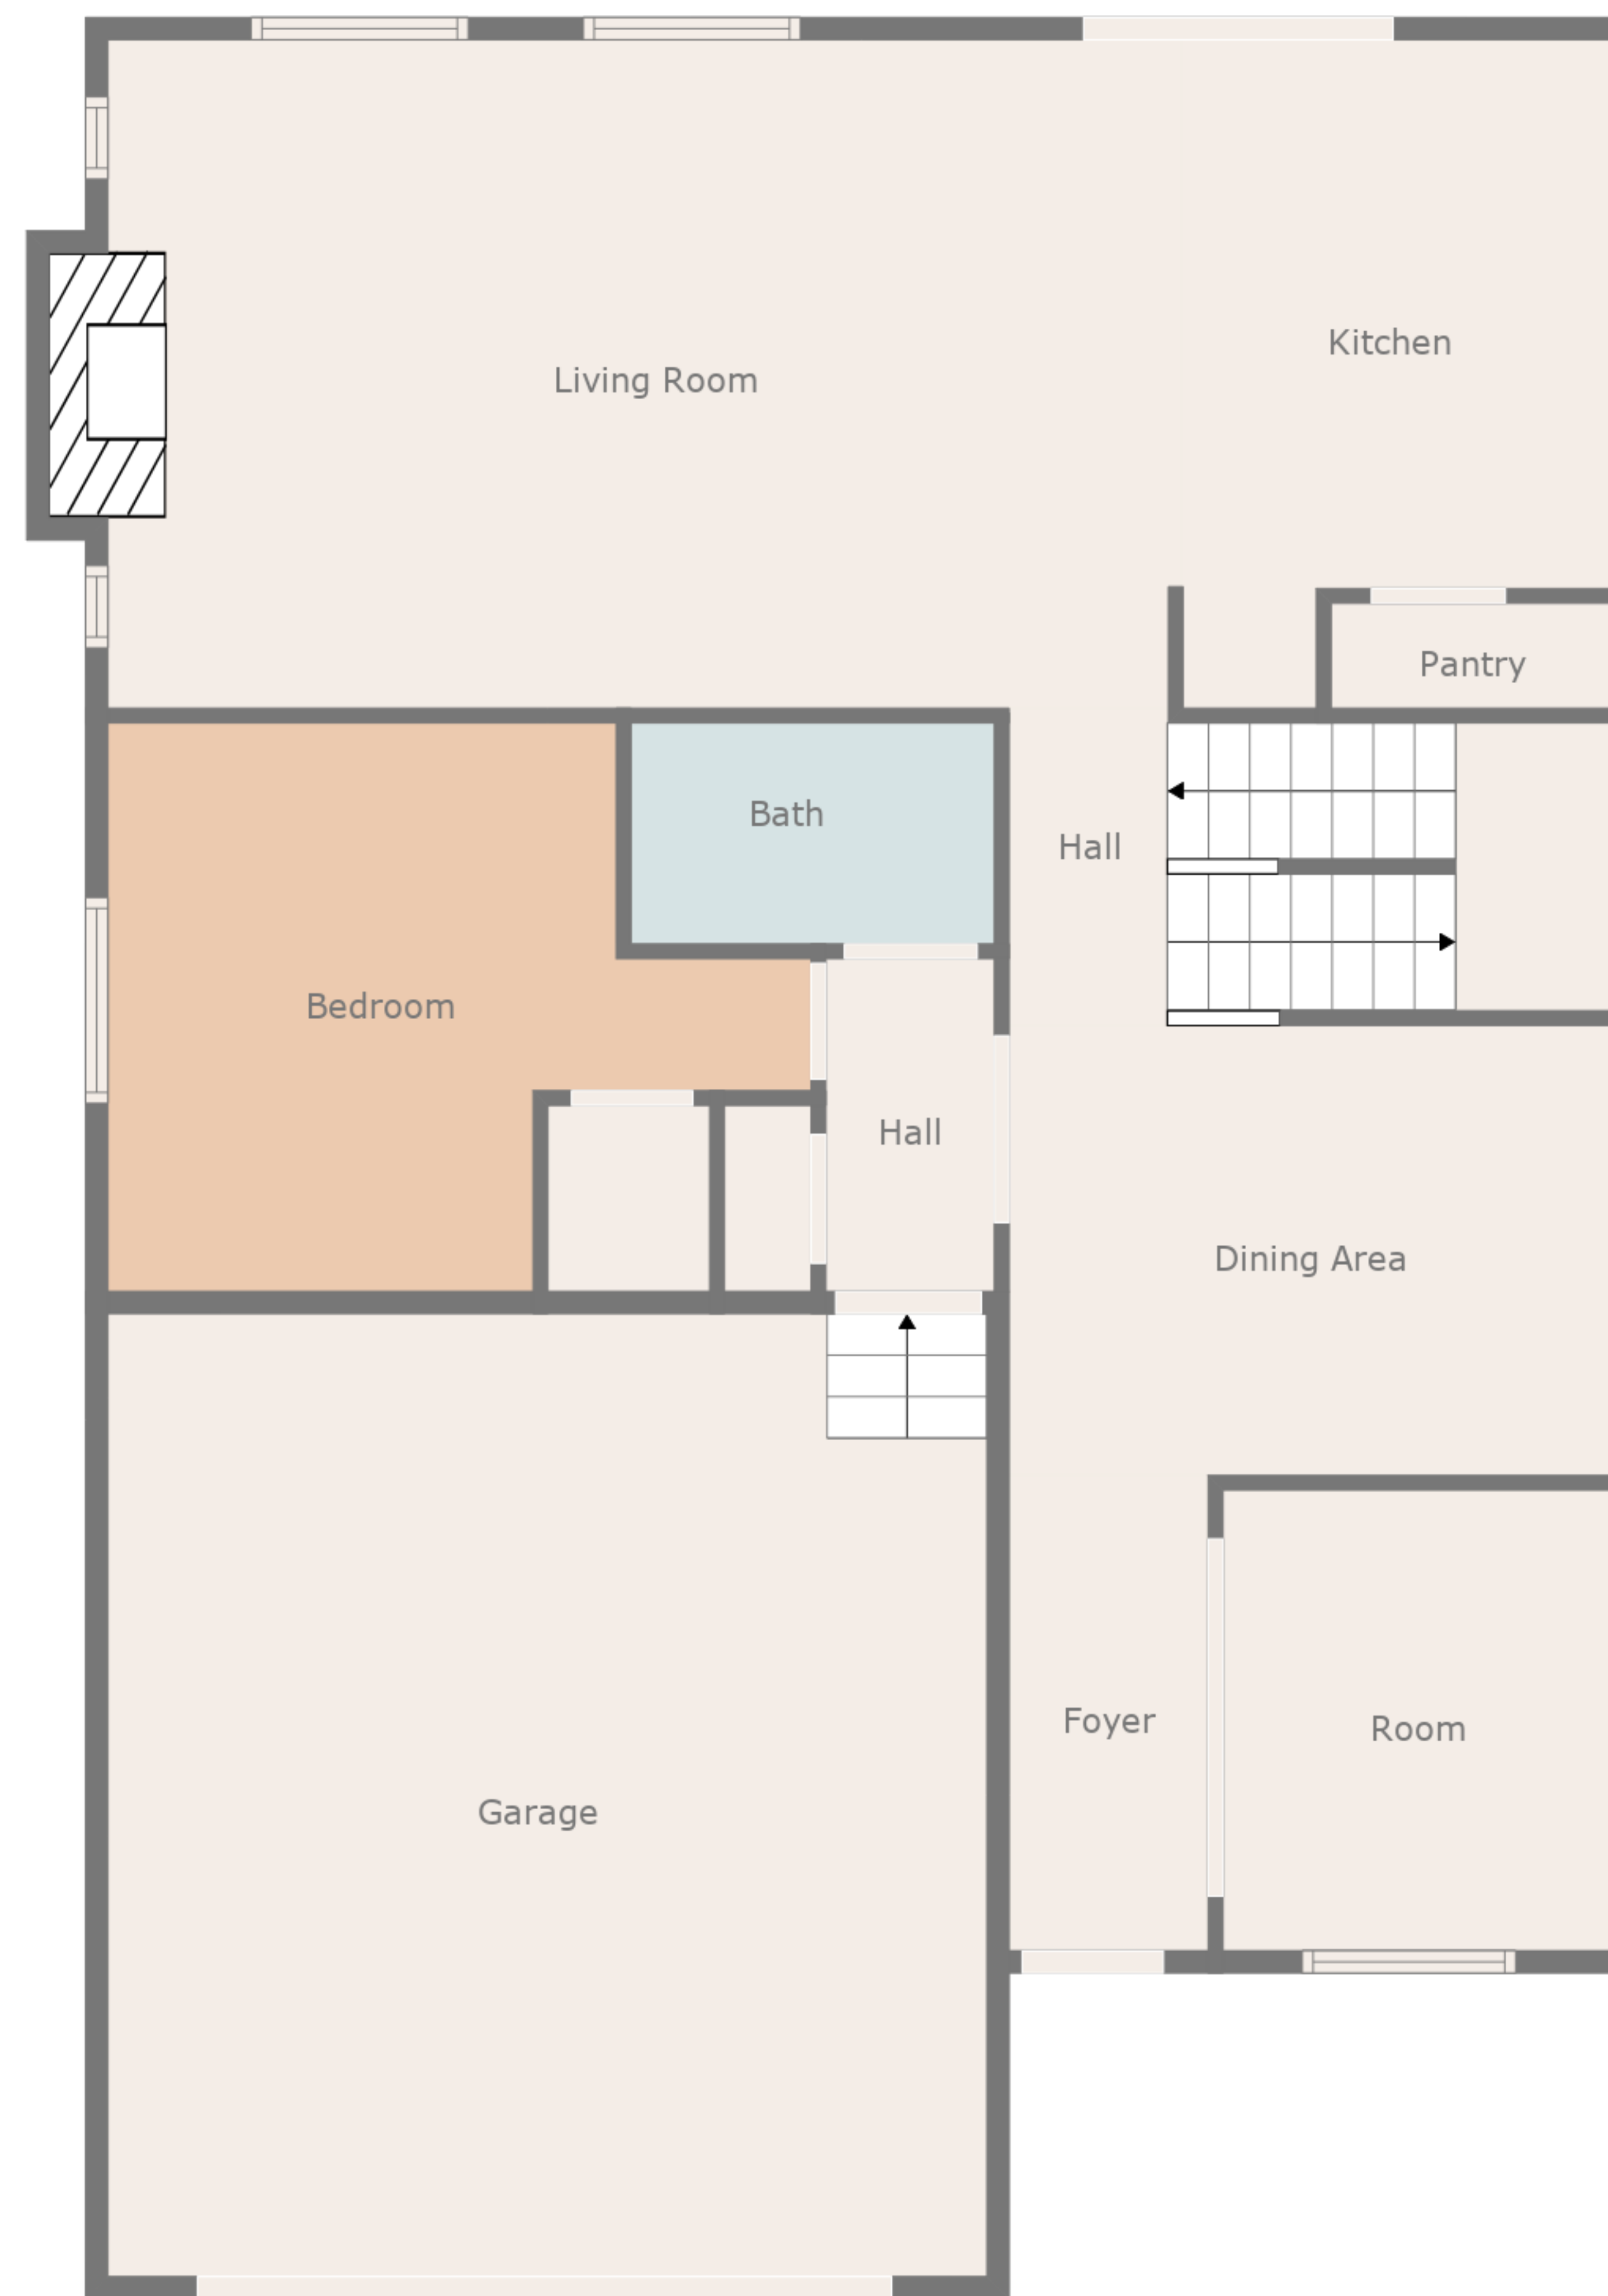 Kitchen
Living Room
Pantry
Bath
Hall
Bedroom
Hall
Dining Area
Foyer
Room
Garage